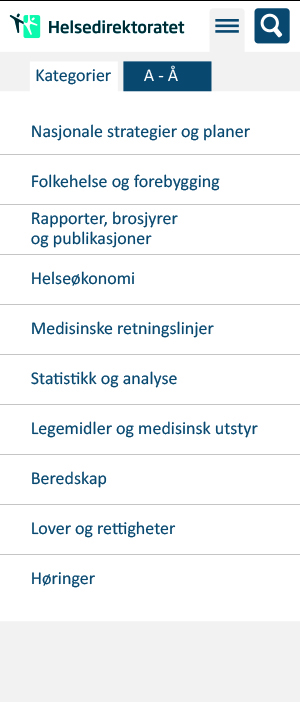 Helsedirektoratet
Kategorier
A - Å
Nasjonale strategier og planer
Folkehelse og forebygging
Rapporter, brosjyrer
og publikasjoner
Helseøkonomi
Medisinske retningslinjer
Statistikk og analyse
Legemidler og medisinsk utstyr
Beredskap
Lover og rettigheter
Høringer